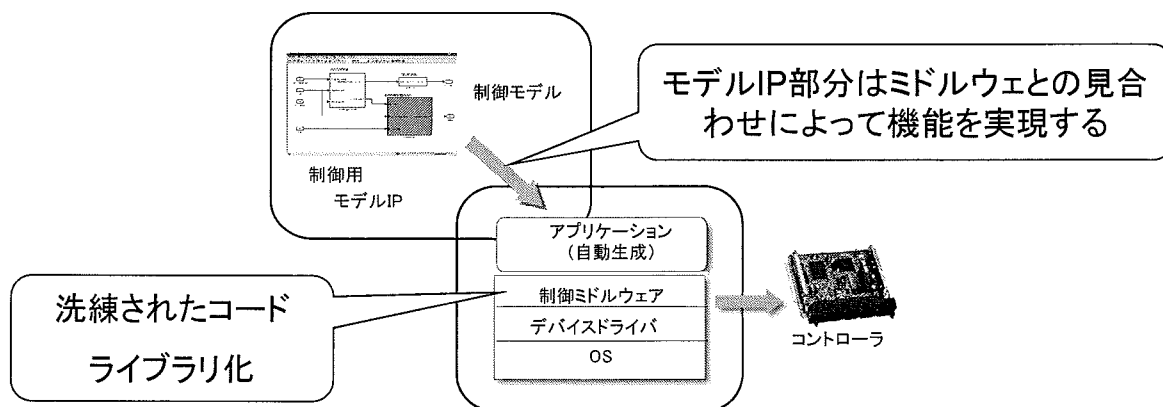 制御モデル
制御用
モデルIP
モデルIP部分はミドルウェとの見合
わせによって機能を実現する
アプリケーション
(自動生成)
制御ミドルウェア
デバイスドライバ
OS
洗練されたコード
ライブラリ化
コントローラ